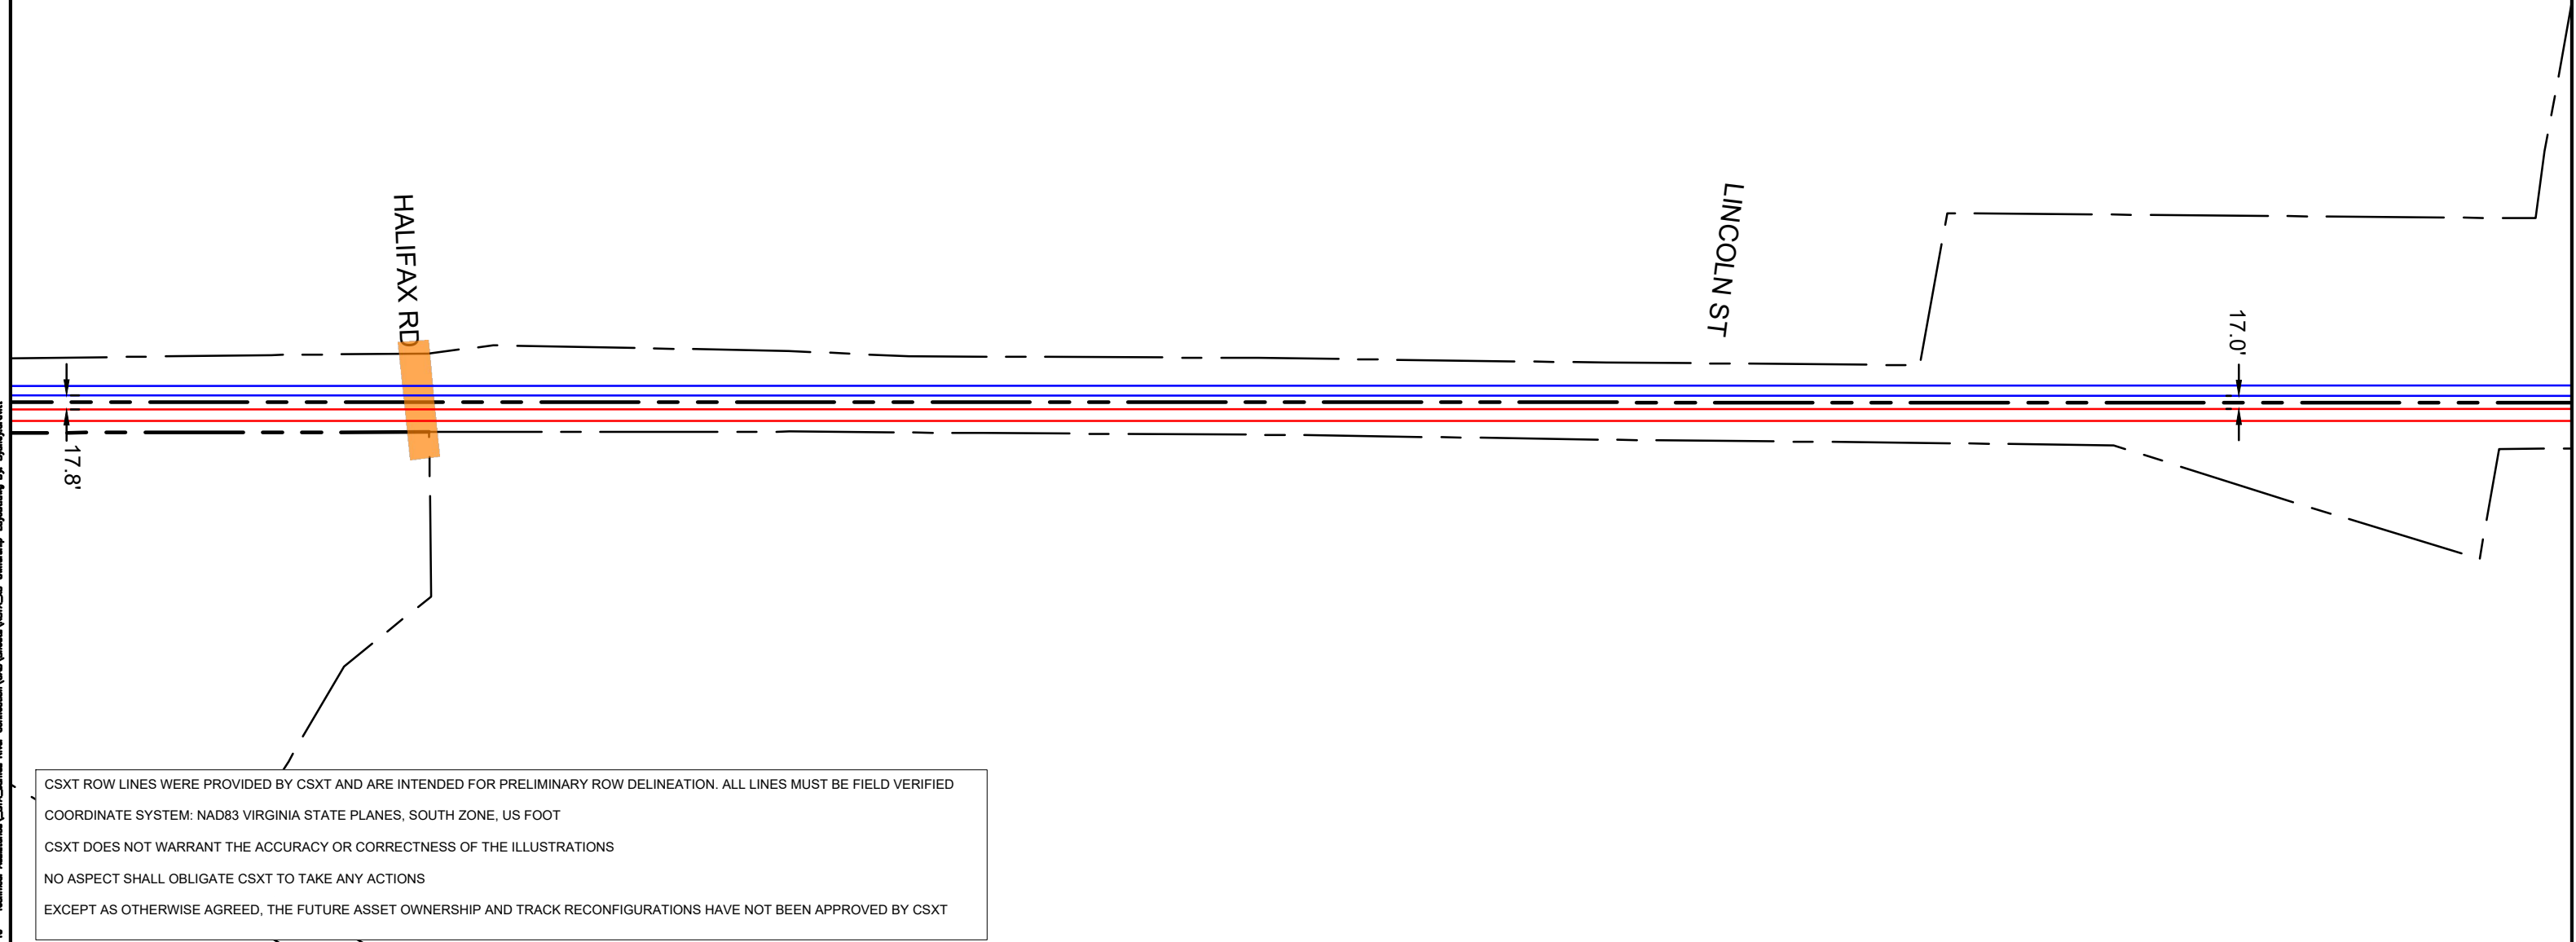 HALIFAX RD
LINCOLN ST
17.0'
17.8'
CSXT ROW LINES WERE PROVIDED BY CSXT AND ARE INTENDED FOR PRELIMINARY ROW DELINEATION. ALL LINES MUST BE FIELD VERIFIED
COORDINATE SYSTEM: NAD83 VIRGINIA STATE PLANES, SOUTH ZONE, US FOOT
CSXT DOES NOT WARRANT THE ACCURACY OR CORRECTNESS OF THE ILLUSTRATIONS
NO ASPECT SHALL OBLIGATE CSXT TO TAKE ANY ACTIONS
EXCEPT AS OTHERWISE AGREED, THE FUTURE ASSET OWNERSHIP AND TRACK RECONFIGURATIONS HAVE NOT BEEN APPROVED BY CSXT